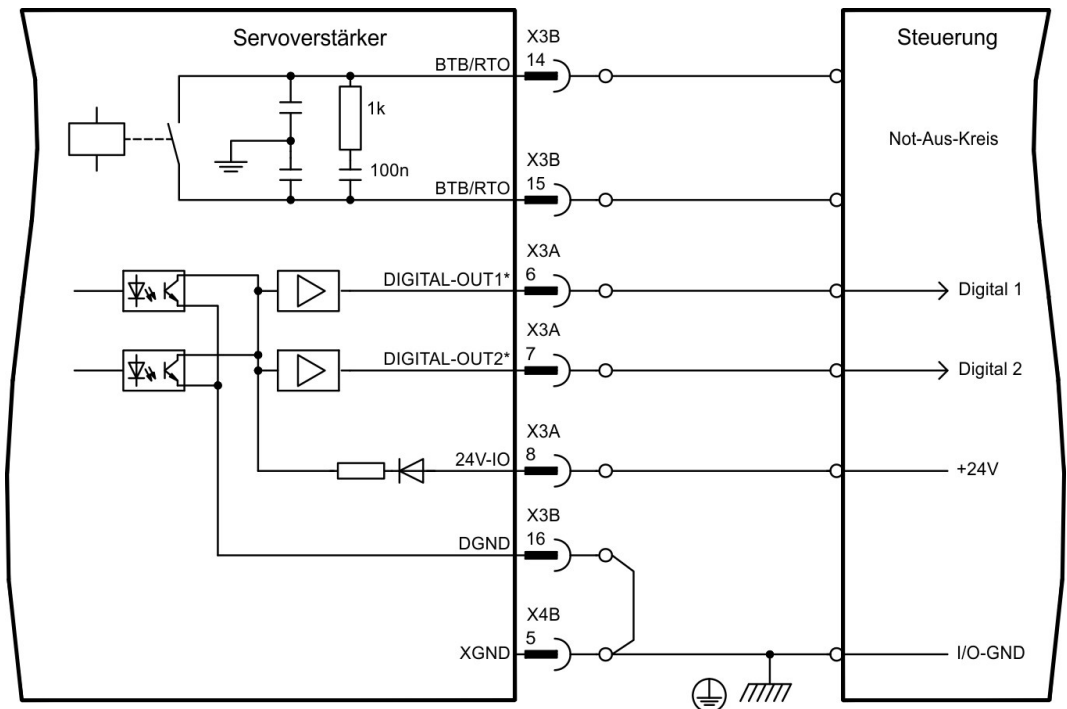 Servoverstärker
Steuerung
X3B
BTB/RTO
14
1k
Not-Aus-Kreis
100n
X3B
BTB/RTO
15
X3A
DIGITAL-OUT1*
6
Digital 1
X3A
DIGITAL-OUT2*
7
Digital 2
X3A
24V-IO
8
+24V
X3B
DGND
16
X4B
XGND
5
I/O-GND